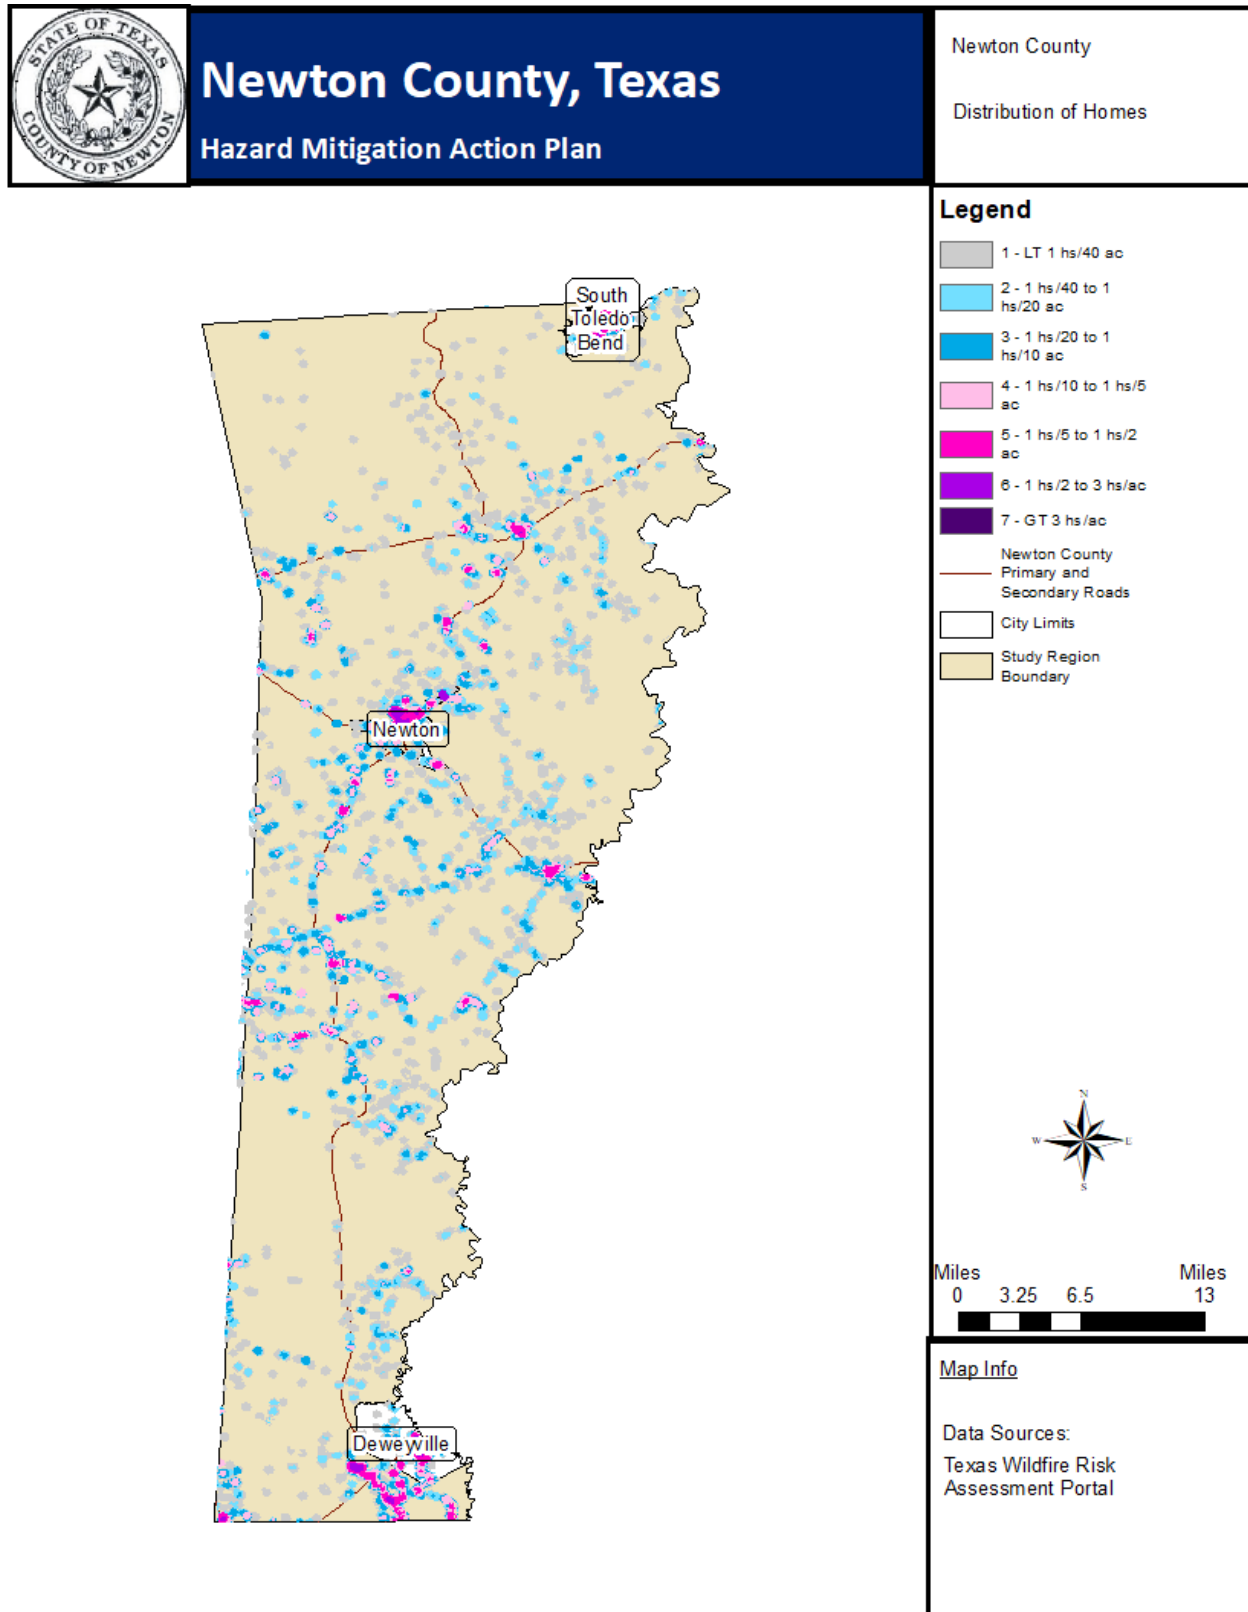 STATE OF TEXAS
COUNTY OF NEWTON
Newton County, Texas
Hazard Mitigation Action Plan
Newton County
Distribution of Homes
Legend
1 - LT 1 hs/40 ac
2 - 1 hs/40 to 1
hs/20 ac
3 - 1 hs/20 to 1
hs/10 ac
4 - 1 hs/10 to 1 hs/5
ac
5 - 1 hs/5 to 1 hs/2
ac
6 - 1 hs/2 to 3 hs/ac
7 - GT 3 hs/ac
Newton County
Primary and
Secondary Roads
City Limits
Study Region
Boundary
South
Toledo
Bend
Newton
Deweyville
N
W
E
S
Miles
Miles
0 3.25 6.5 13
Map Info
Data Sources:
Texas Wildfire Risk
Assessment Portal